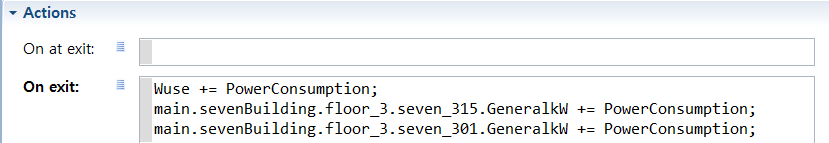 Actions
On at exit:
On exit:
Wuse += PowerConsumption;
main.sevenBuilding.floor_3.seven_315.GeneralkW += PowerConsumption;
main.sevenBuilding.floor_3.seven_301.GeneralkW += PowerConsumption;